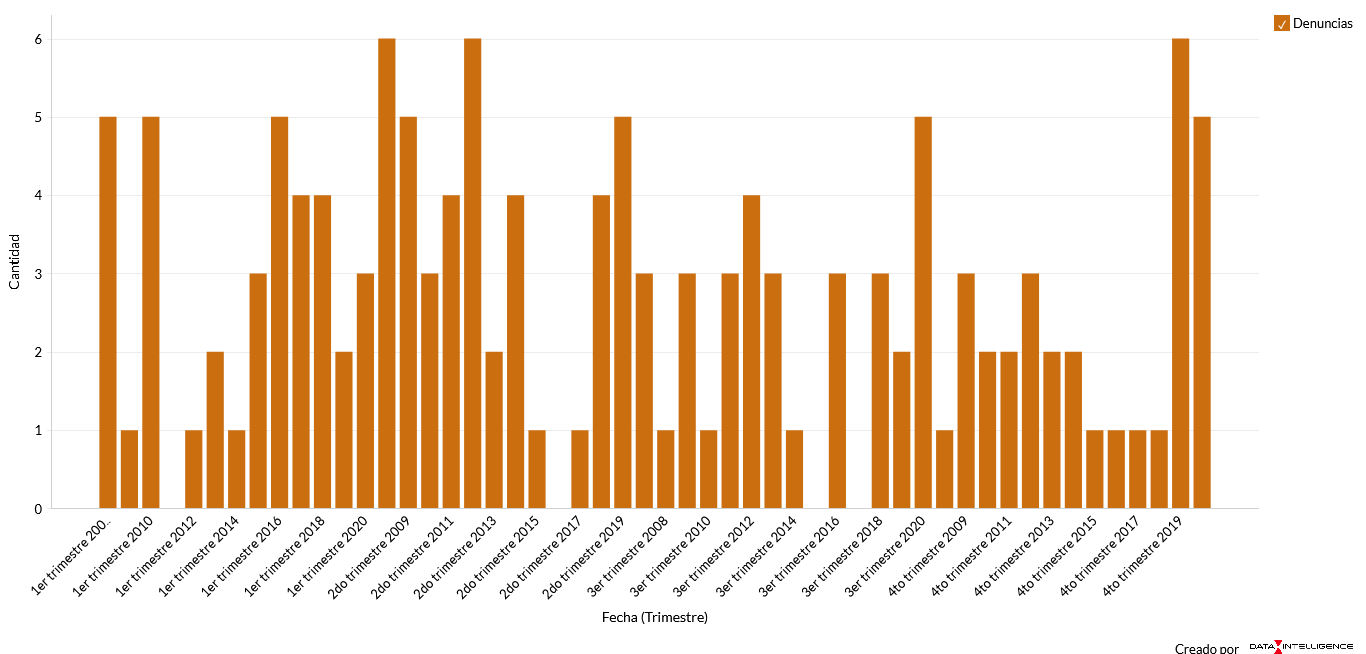 Denuncias
6
5
4
3
2
1
0
Cantidad
1er trimestre 200..
1er trimestre 2010
1er trimestre 2012
1er trimestre 2014
1er trimestre 2016
1er trimestre 2018
1er trimestre 2020
2do trimestre 2009
2do trimestre 2011
2do trimestre 2013
2do trimestre 2015
2do trimestre 2017
2do trimestre 2019
3er trimestre 2008
3er trimestre 2010
3er trimestre 2012
3er trimestre 2014
3er trimestre 2016
3er trimestre 2018
3er trimestre 2020
4to trimestre 2009
4to trimestre 2011
4to trimestre 2013
4to trimestre 2015
4to trimestre 2017
4to trimestre 2019
Fecha (Trimestre)
Creado por DATA INTELLIGENCE